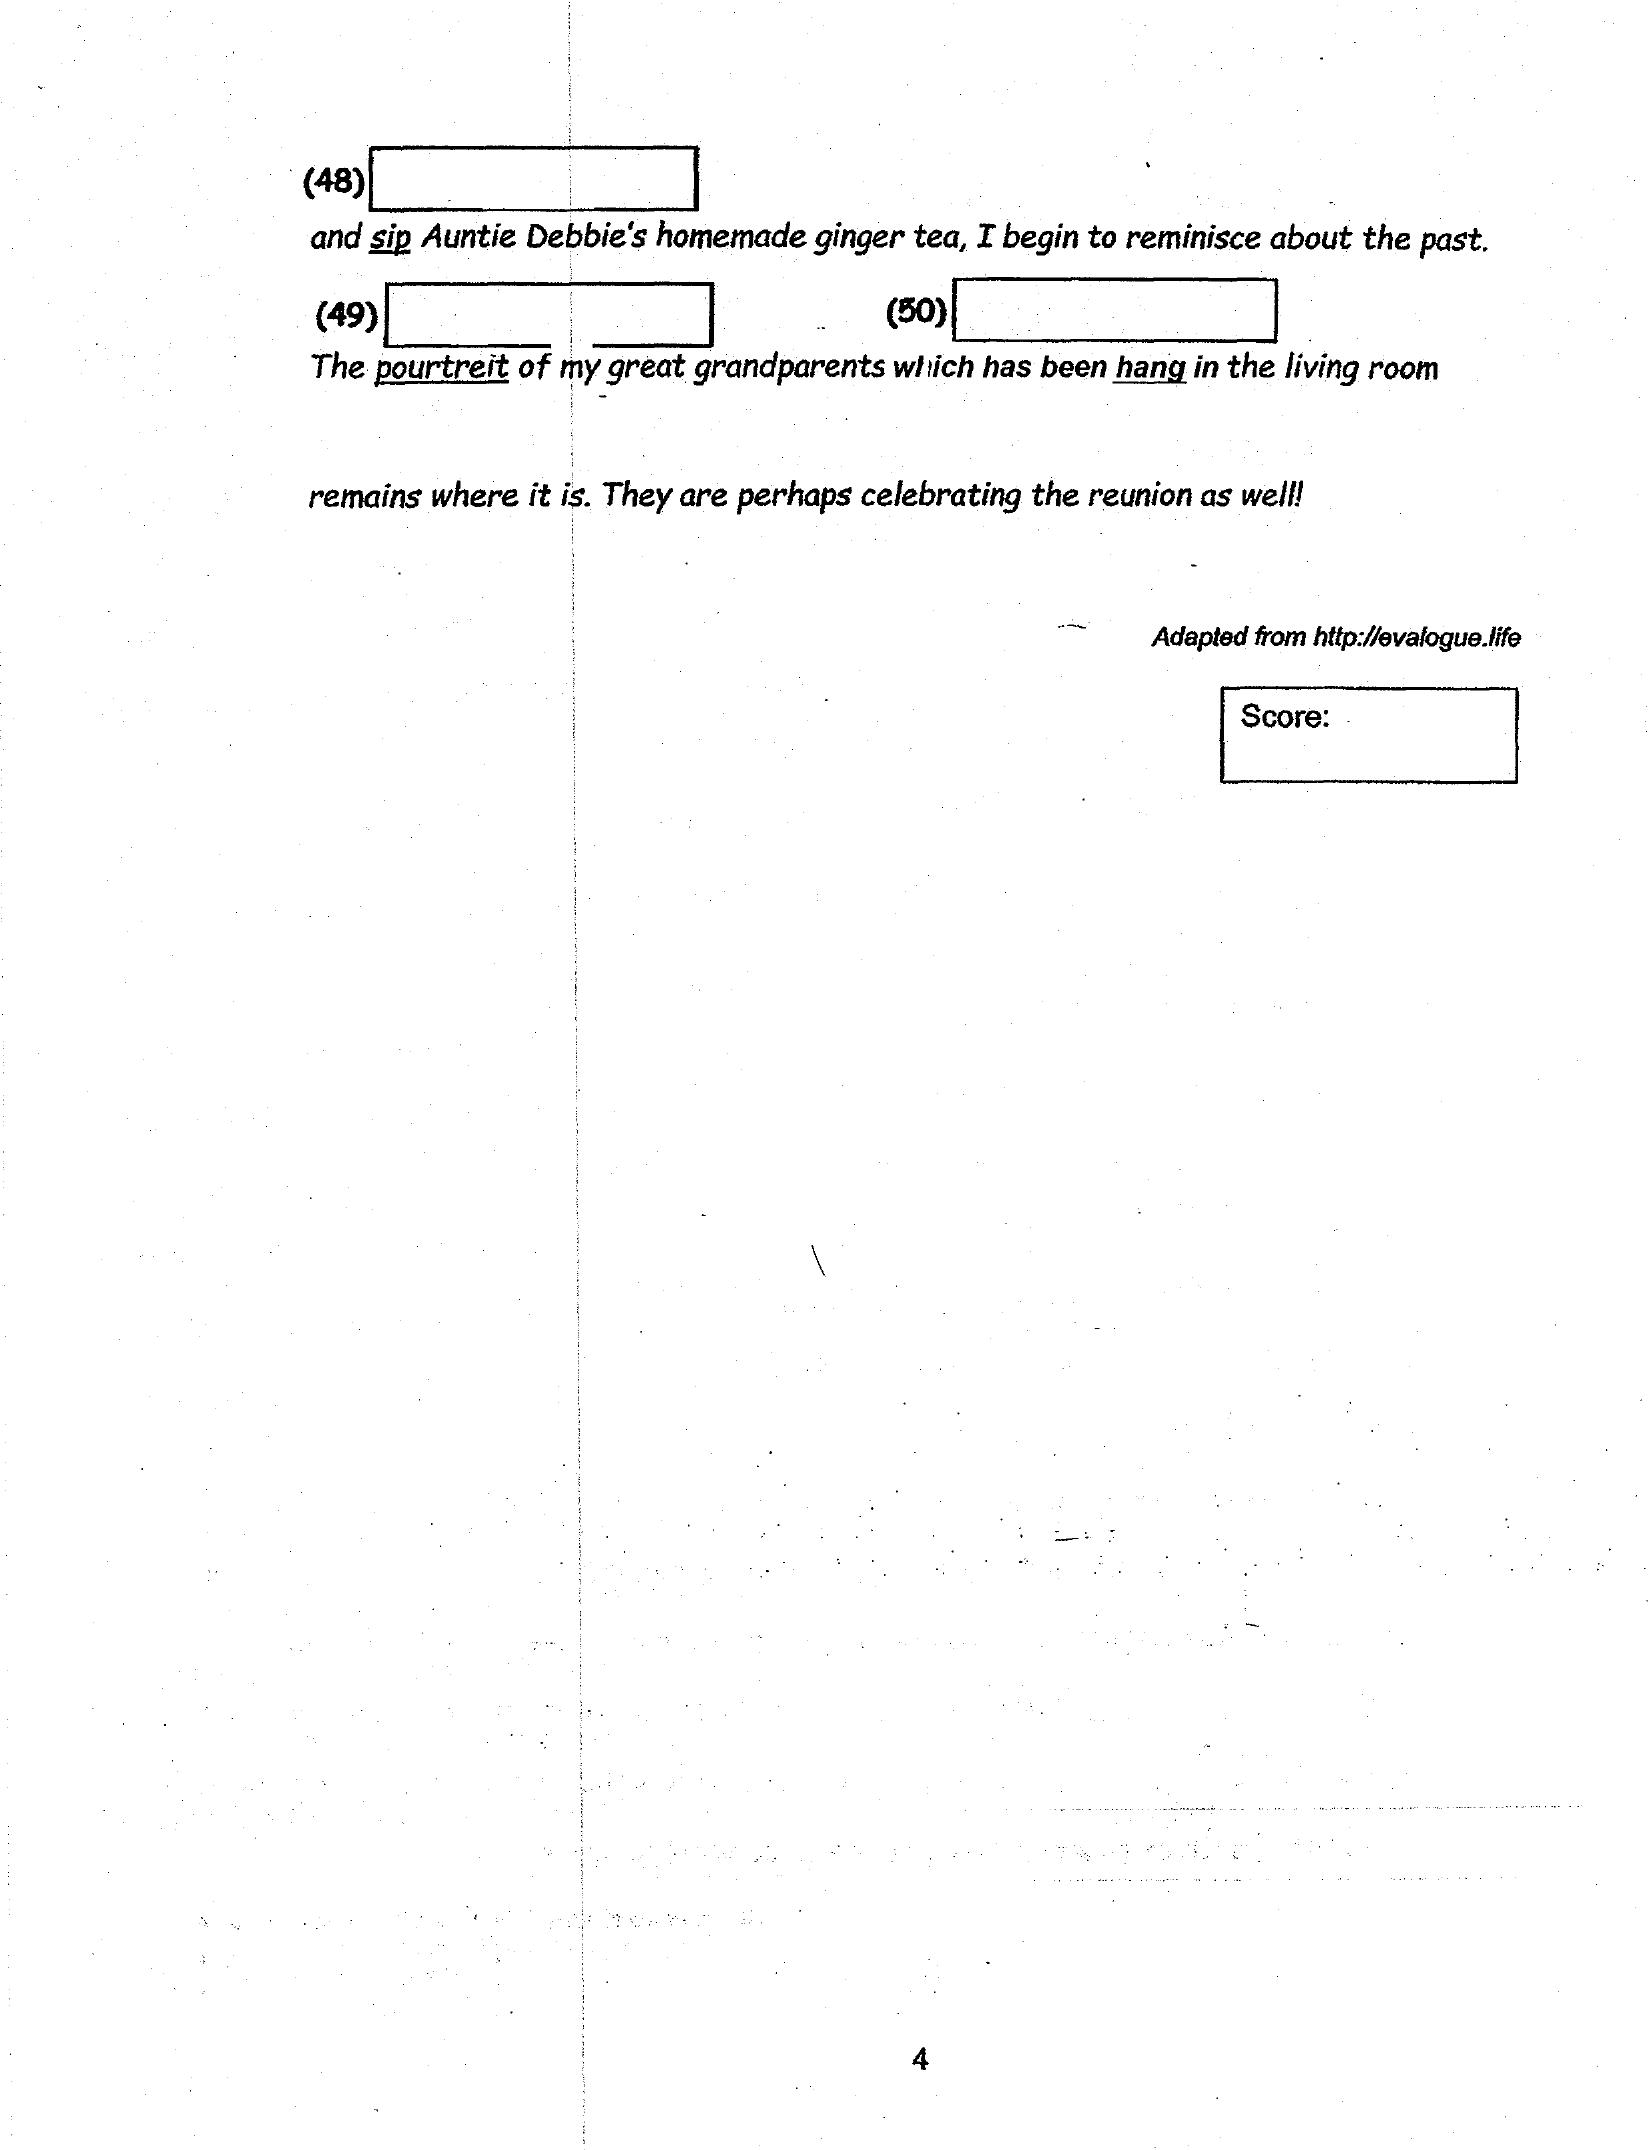 (48)
and sip Auntie Debbie's homemade ginger tea, I begin to reminisce about the past.
(49) (50)
The pourtreit of my great grandparents which has been hang in the living room
remains where it is. They are perhaps celebrating the reunion as well!
Adapted from http://evalogue.life
Score:
4